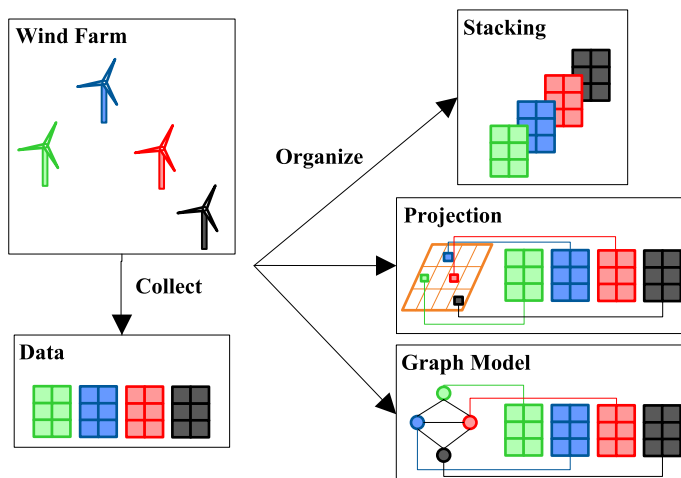 Wind Farm
Collect
Data
Organize
Stacking
Projection
Graph Model